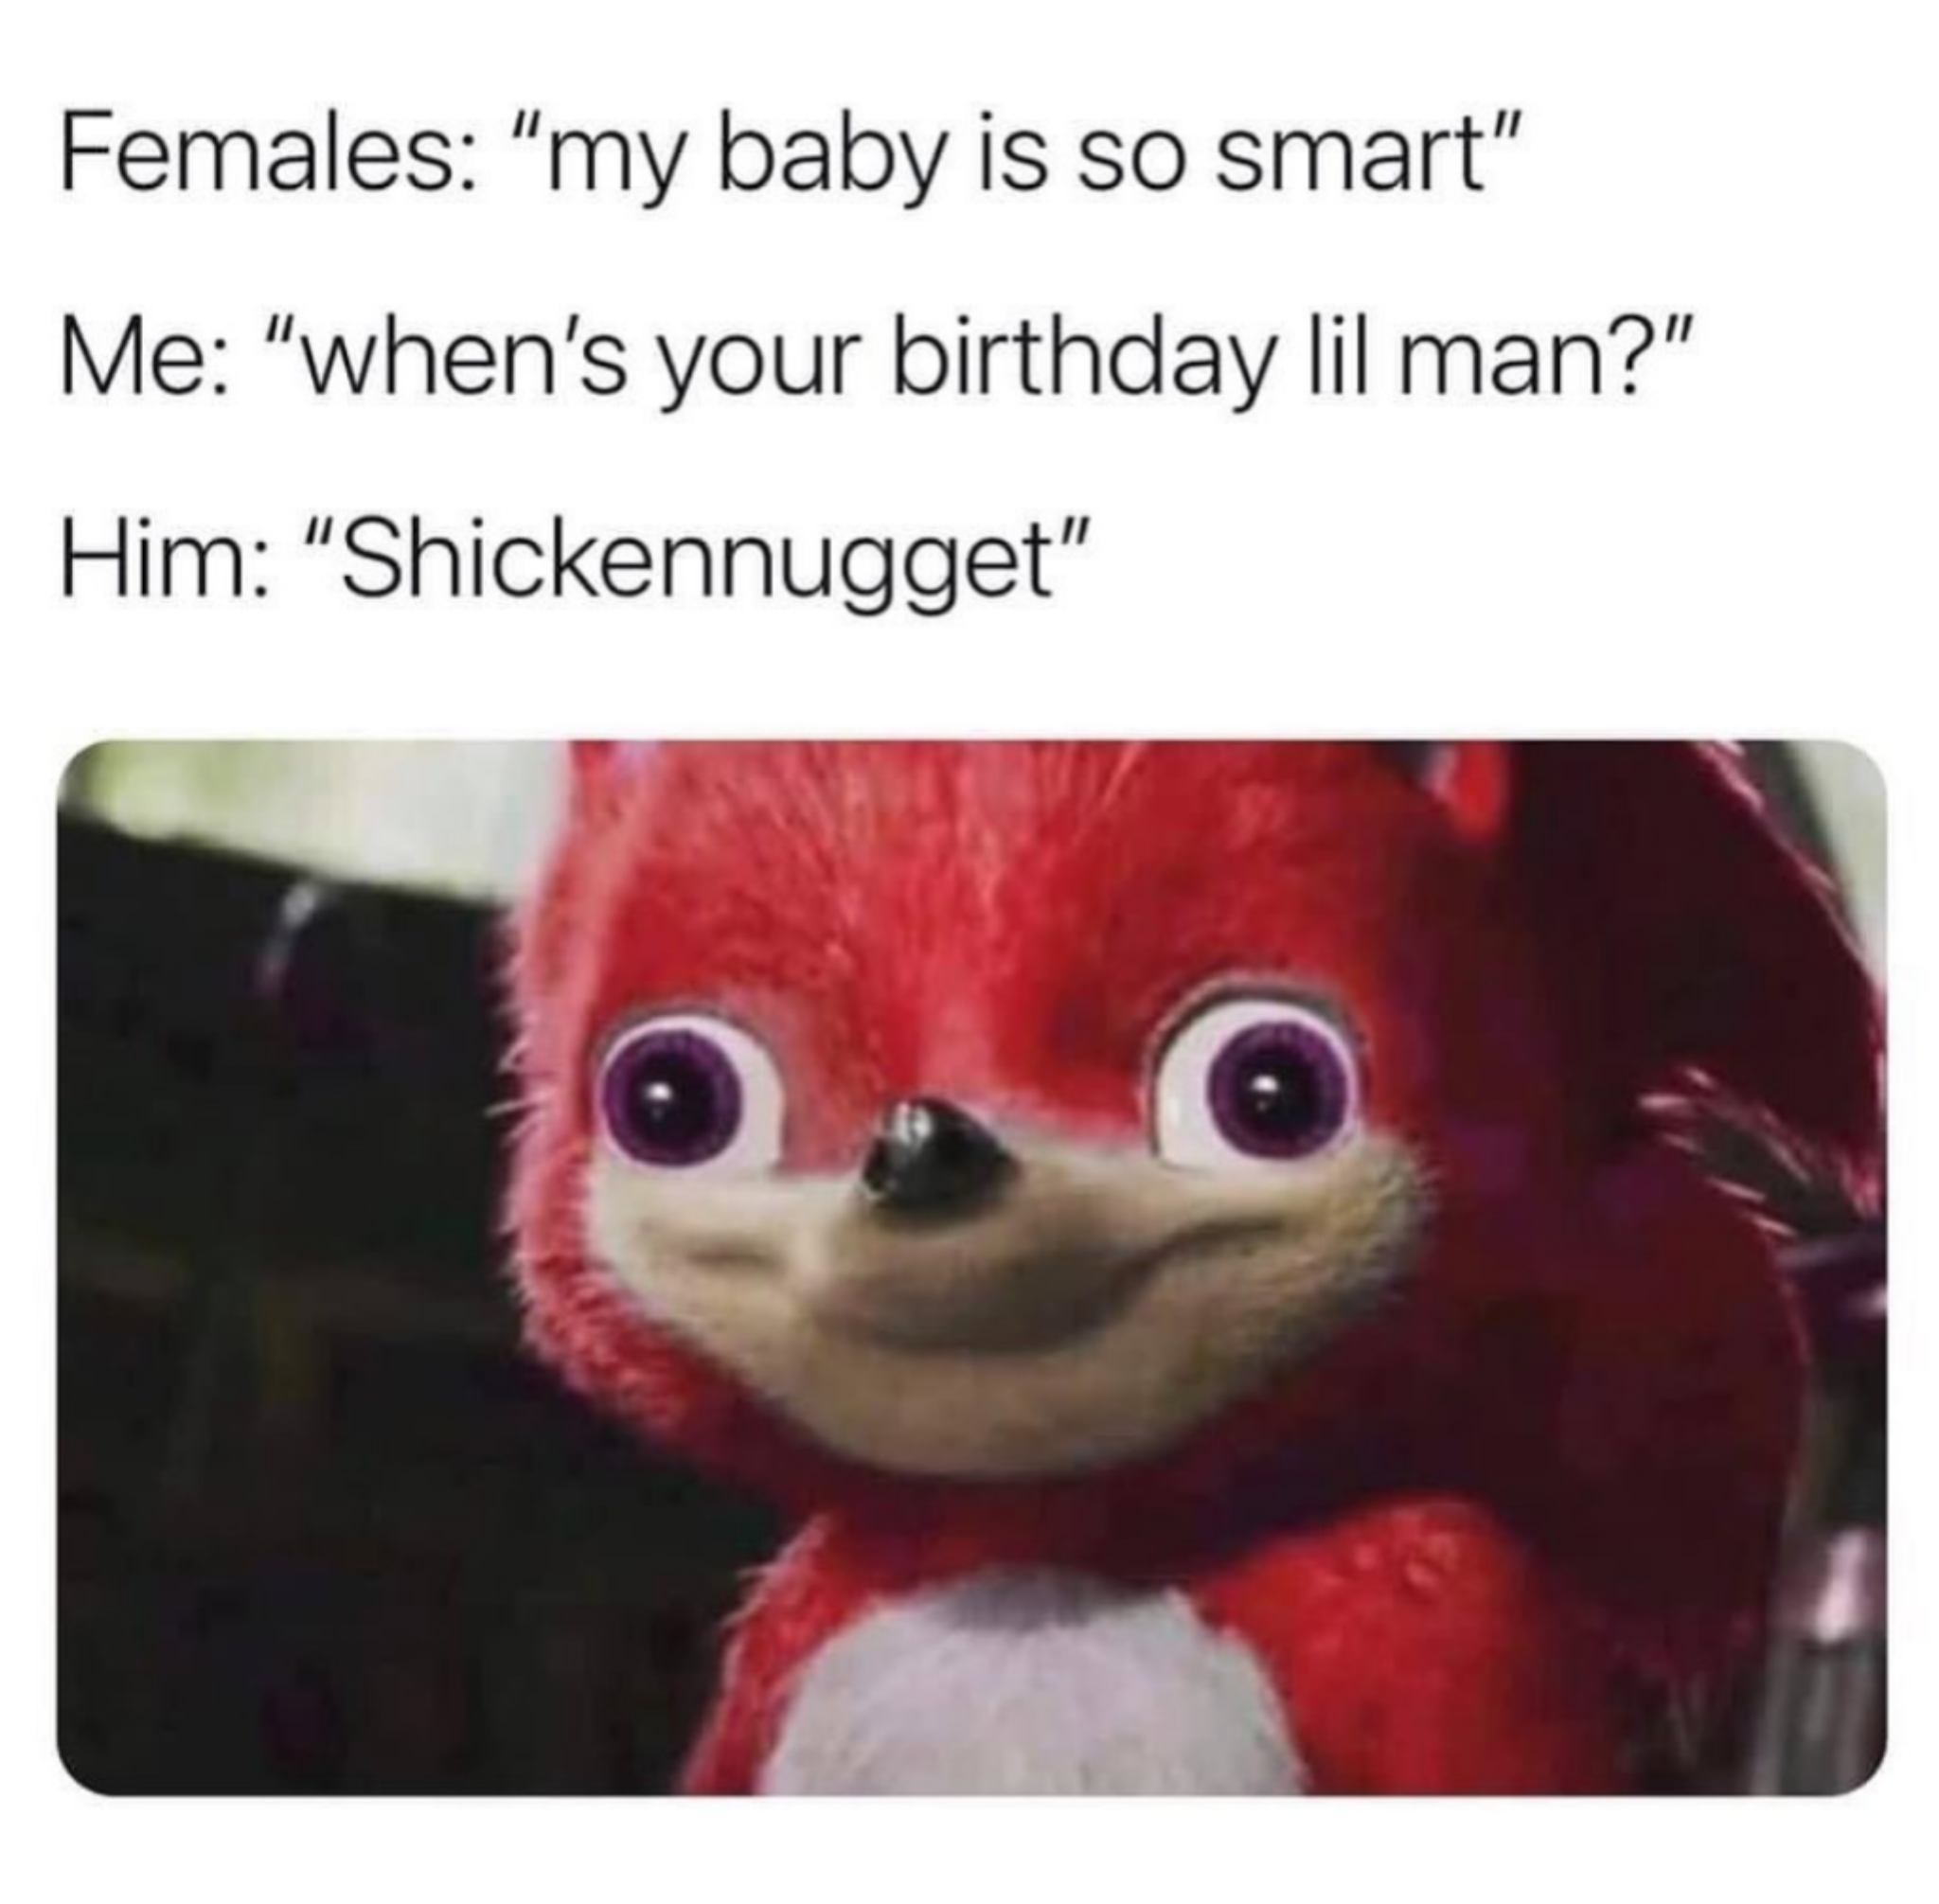 Females: "my baby is so smart"
Me: "when's your birthday lil man?"
Him: "Shickennugget"